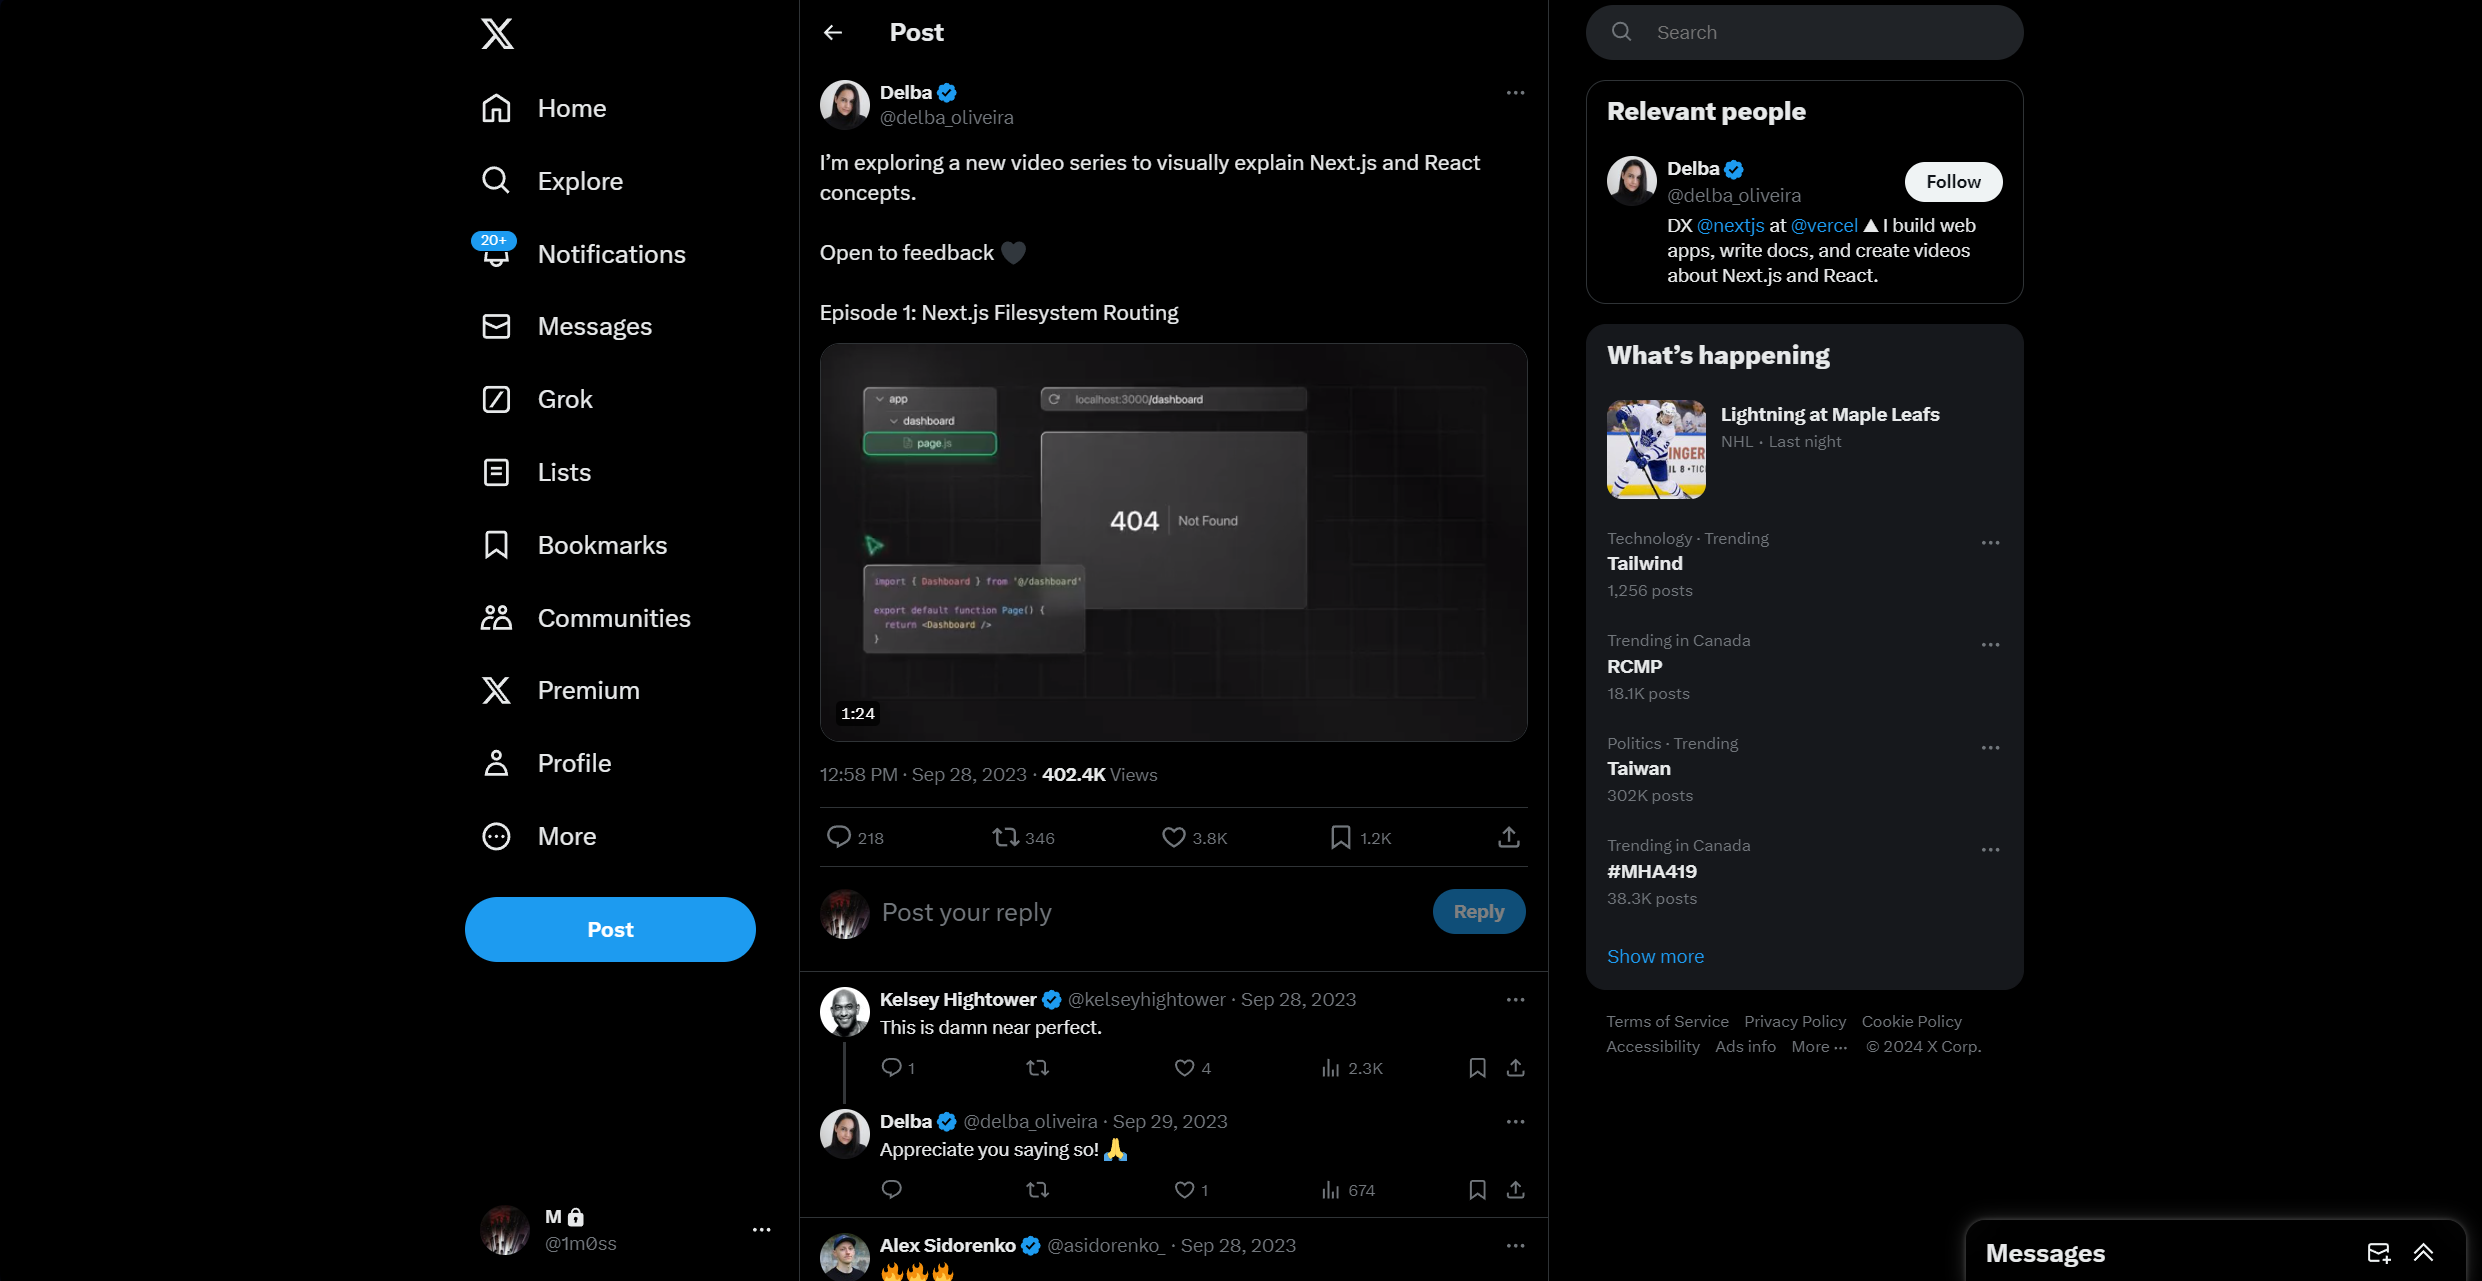 Home
Explore
20+
Notifications
Messages
Grok
Lists
Bookmarks
Communities
Premium
Profile
More
Post
M
@1m0ss
Post
Delba
@delba_oliveira
I’m exploring a new video series to visually explain Next.js and React
concepts.
Open to feedback 🖤
Episode 1: Next.js Filesystem Routing
app
dashboard
page.js
localhost:3000/dashboard
404 Not Found
import { Dashboard } from '@/dashboard'
export default function Page() {
return <Dashboard />
}
1:24
12:58 PM · Sep 28, 2023 · 402.4K Views
218 346 3.8K 1.2K
Post your reply
Reply
Kelsey Hightower @kelseyhightower · Sep 28, 2023
This is damn near perfect.
1 4 2.3K
Delba @delba_oliveira · Sep 29, 2023
Appreciate you saying so! 🙏
1 674
Alex Sidorenko @asidorenko_ · Sep 28, 2023
🔥🔥🔥
Search
Relevant people
Delba
@delba_oliveira
Follow
DX @nextjs at @vercel ▲ I build web
apps, write docs, and create videos
about Next.js and React.
What’s happening
Lightning at Maple Leafs
NHL · Last night
Technology · Trending
Tailwind
1,256 posts
Trending in Canada
RCMP
18.1K posts
Politics · Trending
Taiwan
302K posts
Trending in Canada
#MHA419
38.3K posts
Show more
Terms of Service Privacy Policy Cookie Policy
Accessibility Ads info More ··· © 2024 X Corp.
Messages